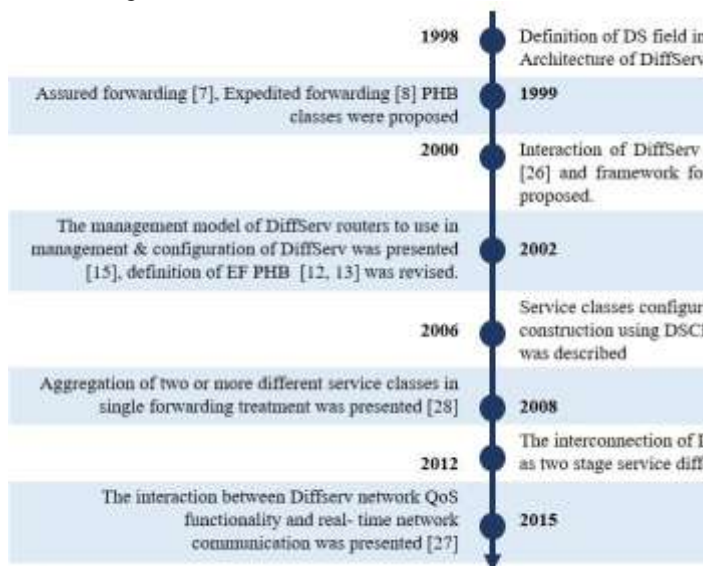 1998
Definition of DS field in
Architecture of DiffServ
Assured forwarding [7], Expedited forwarding [8] PHB
classes were proposed
1999
2000
Interaction of DiffServ
[26] and framework fo
proposed.
The management model of DiffServ routers to use in
management & configuration of DiffServ was presented
[15], definition of EF PHB [12, 13] was revised.
2002
2006
Service classes configur
construction using DSC
was described
Aggregation of two or more different service classes in
single forwarding treatment was presented [28]
2008
2012
The interconnection of
as two stage service diff
The interaction between Diffserv network QoS
functionality and real- time network
communication was presented [27]
2015